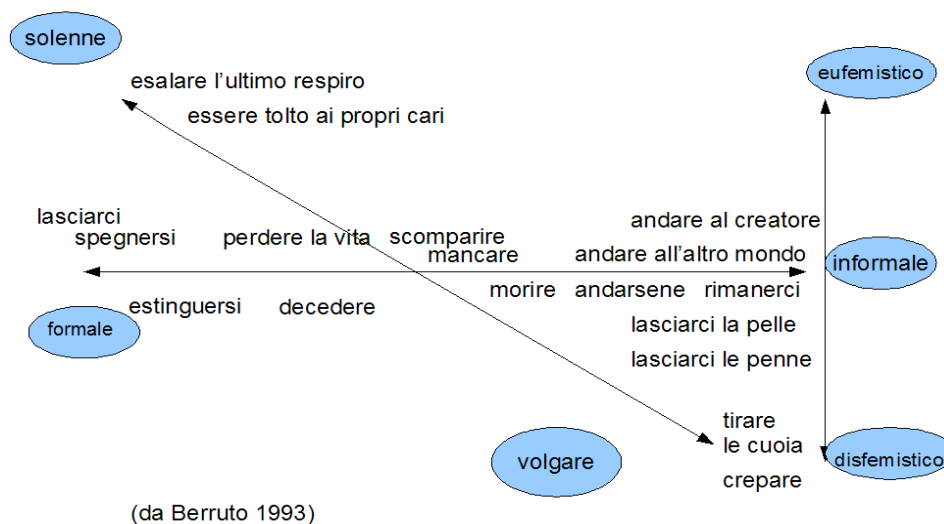 solenne
eufemistico
esalare l'ultimo respiro
essere tolto ai propri cari
lasciarci
spegnersi
perdere la vita
scomparire
mancare
andare al creatore
andare all'altro mondo
informale
estinguersi
decedere
morire
andarsene
rimanerci
formale
lasciarci la pelle
lasciarci le penne
tirare
le cuoia
crepare
volgare
disfemistico
(da Berruto 1993)